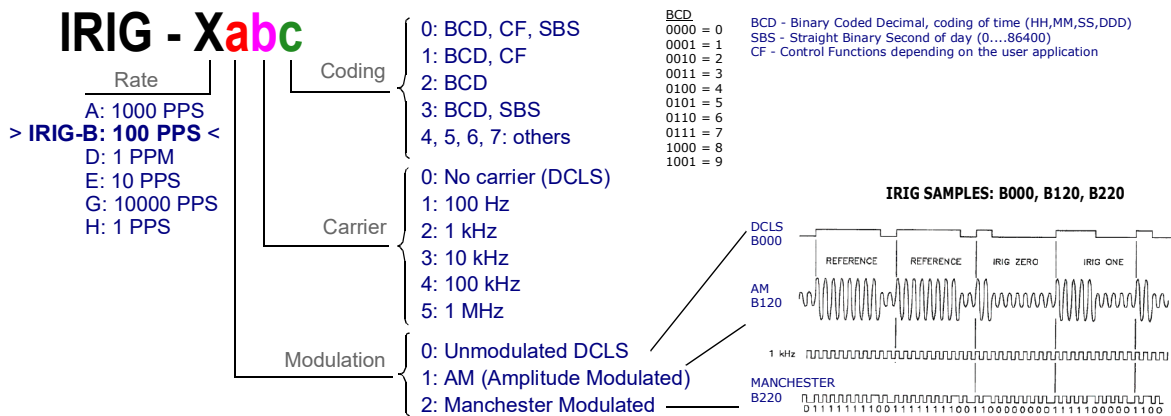 IRIG - Xabc
Rate
A: 1000 PPS
> IRIG-B: 100 PPS <
D: 1 PPM
E: 10 PPS
G: 10000 PPS
H: 1 PPS
Coding
0: BCD, CF, SBS
1: BCD, CF
2: BCD
3: BCD, SBS
4, 5, 6, 7: others
Carrier
0: No carrier (DCLS)
1: 100 Hz
2: 1 kHz
3: 10 kHz
4: 100 kHz
5: 1 MHz
Modulation
0: Unmodulated DCLS
1: AM (Amplitude Modulated)
2: Manchester Modulated
BCD
0000 = 0
0001 = 1
0010 = 2
0011 = 3
0100 = 4
0101 = 5
0110 = 6
0111 = 7
1000 = 8
1001 = 9
BCD - Binary Coded Decimal, coding of time (HH,MM,SS,DDD)
SBS - Straight Binary Second of day (0....86400)
CF - Control Functions depending on the user application
IRIG SAMPLES: B000, B120, B220
DCLS
B000
REFERENCE REFERENCE IRIG ZERO IRIG ONE
AM
B120
1 kHz
MANCHESTER
B220